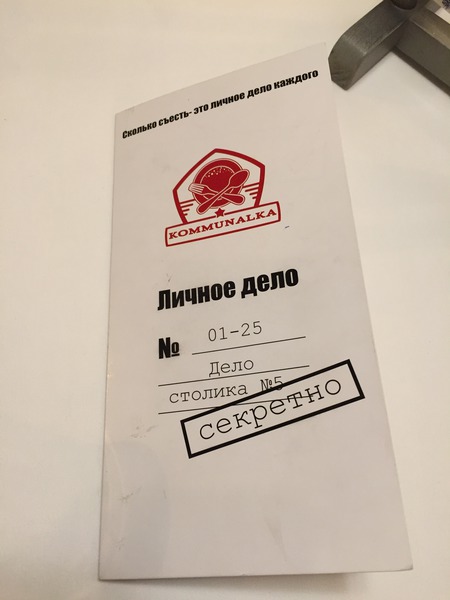 Сколько съесть- это личное дело каждого
KOMMUNALKA
Личное дело
№ 01-25
Дело
столика №5
секретно